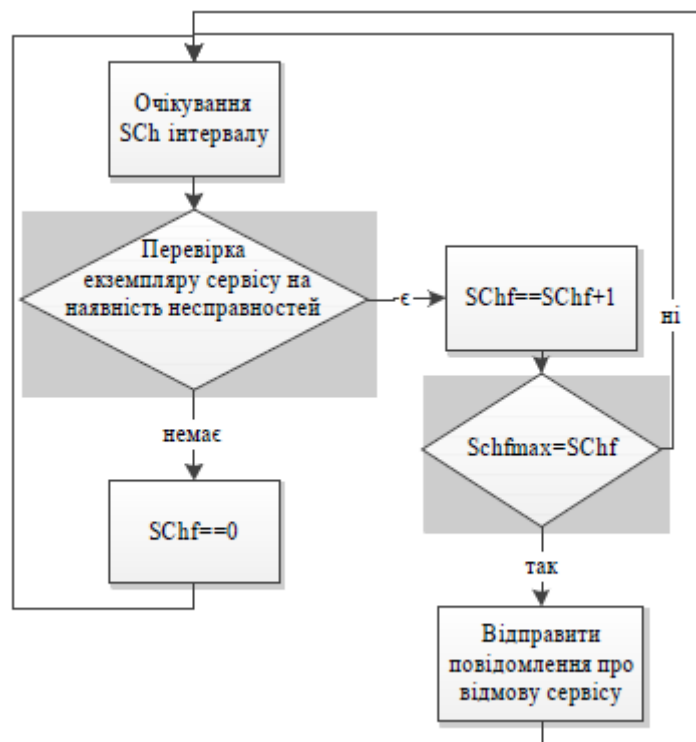 Очікування
SCh інтервалу
Перевірка
екземпляру сервісу на
наявність несправностей
є
SChf==SChf+1
ні
немає
Schfmax=SChf
SChf==0
так
Відправити
повідомлення про
відмову сервісу